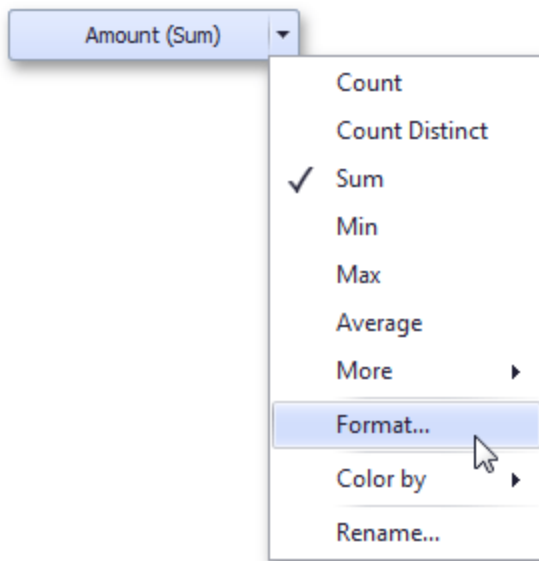 Amount (Sum)
Count
Count Distinct
Sum
Min
Max
Average
More
Format...
Color by
Rename...